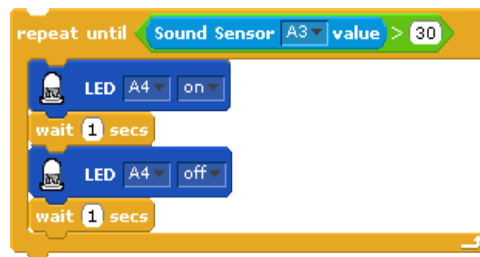 repeat until Sound Sensor A3 value > 30
LED A4 on
wait 1 secs
LED A4 off
wait 1 secs